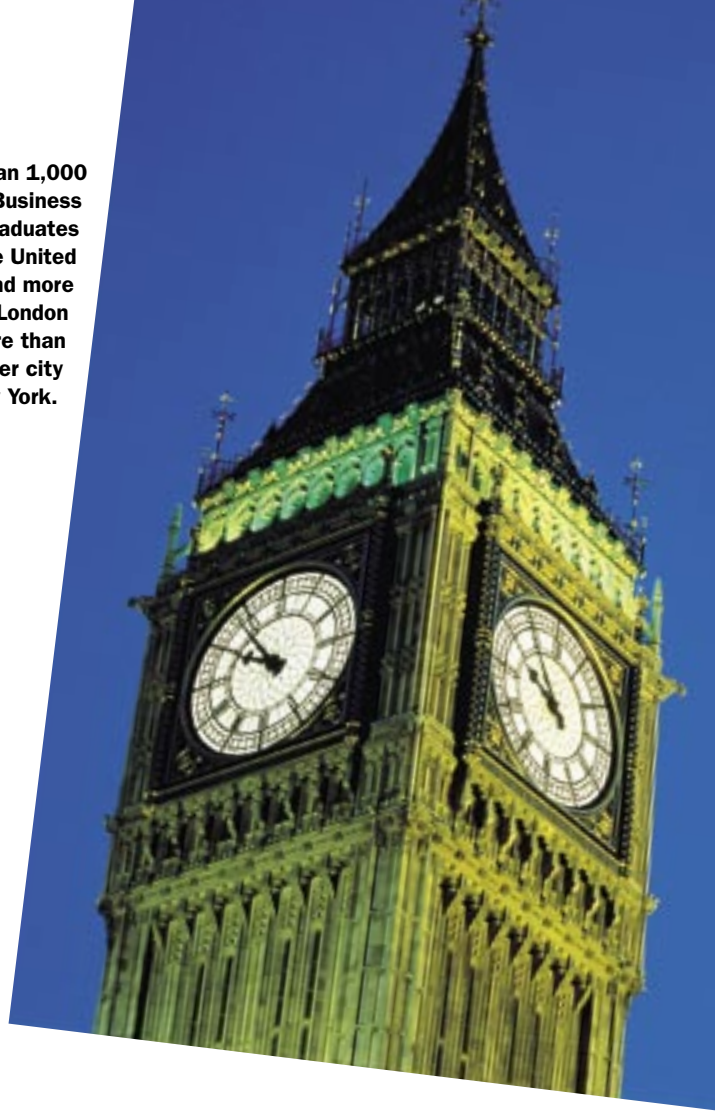 an 1,000
Business
aduates
e United
nd more
London
re than
er city
York.